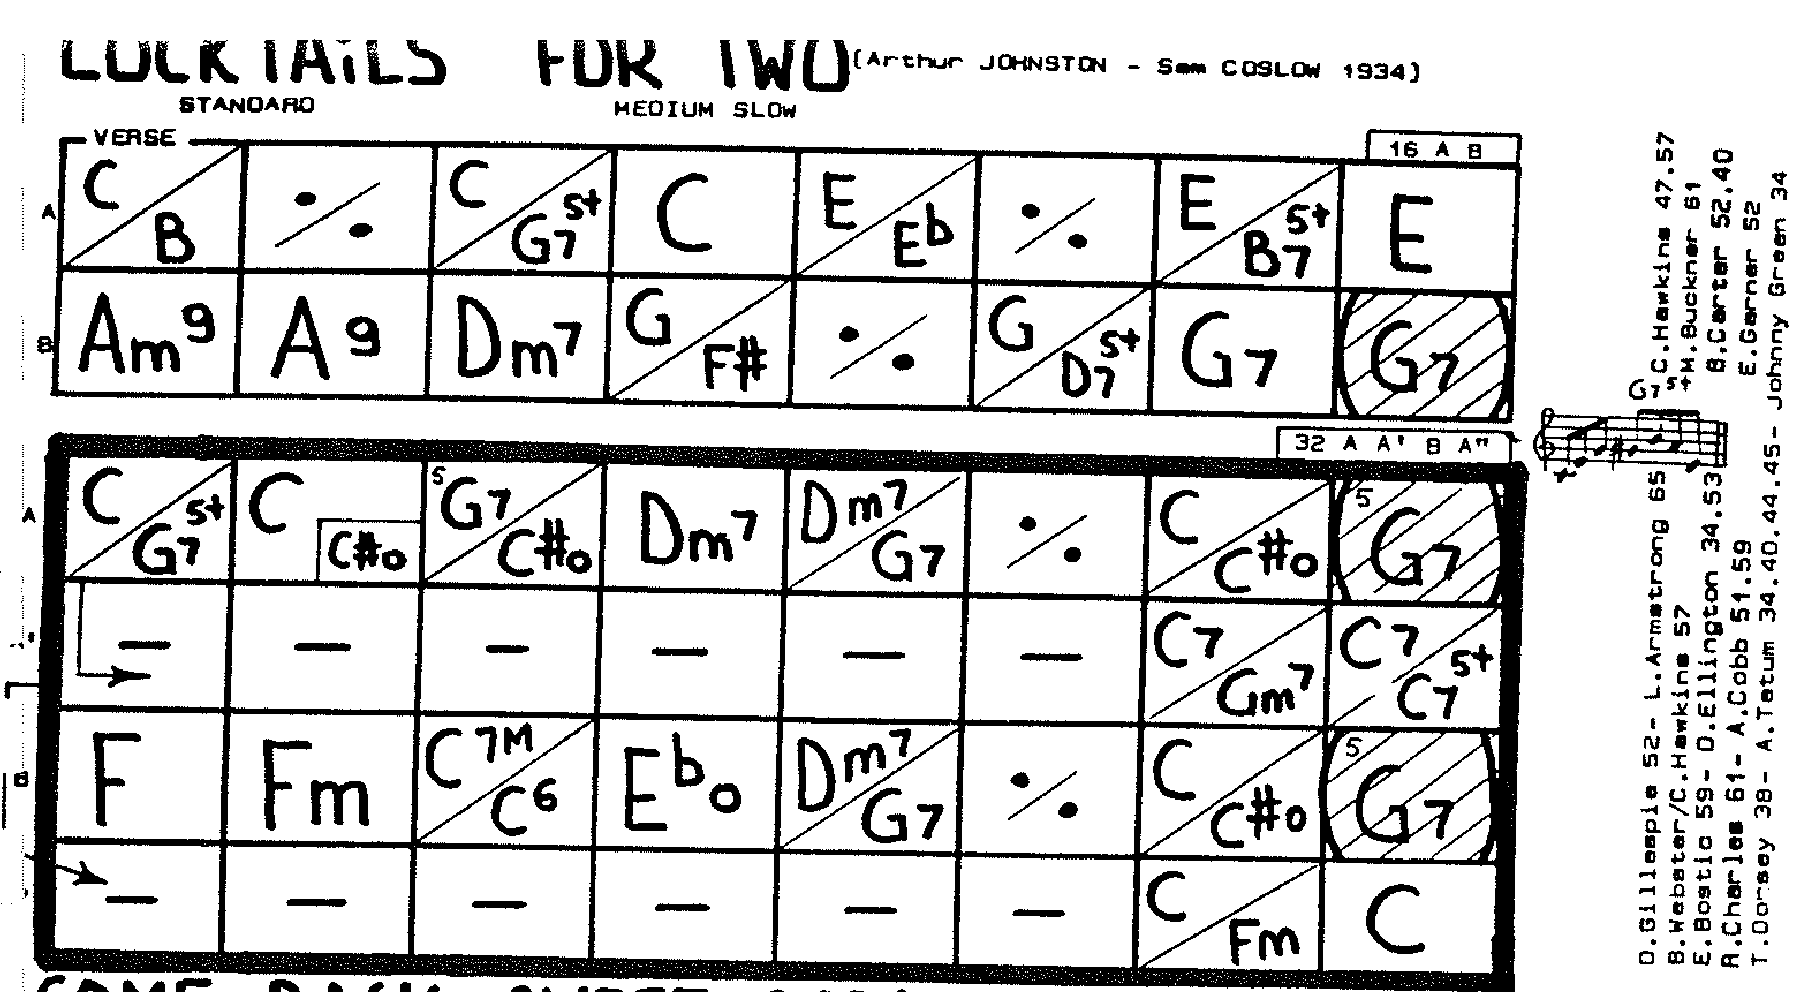 COCKTAILS FOR TWO (Arthur JOHNSTON - Sam COSLOW 1934)
STANDARD MEDIUM SLOW
VERSE 16 A B
A C B ٪ C G7 5+ C E Eb ٪ E B7 5+ E
B Am9 A9 Dm7 G F# ٪ G D7 5+ G7 G7
32 A A' B A"
A C G7 5+ C C#o 5 G7 C#o Dm7 Dm7 G7 ٪ C C#o 5 G7
— — — — — — C7 Gm7 C7 C7 5+
B F Fm C7M C6 Ebo Dm7 G7 ٪ C C#o 5 G7
— — — — — — C Fm C
C.Hawkins 47.57
M.Buckner 61
B.Carter 52.40
E.Garner 52
G7 5+
D.Gillespie 52- L.Armstrong 65
B.Webster/C.Hawkins 57
E.Bostic 59- D.Ellington 34.53
R.Charles 61- A.Cobb 51.59
T.Dorsey 38- A.Tatum 34.40.44.45- Johnny Green 34